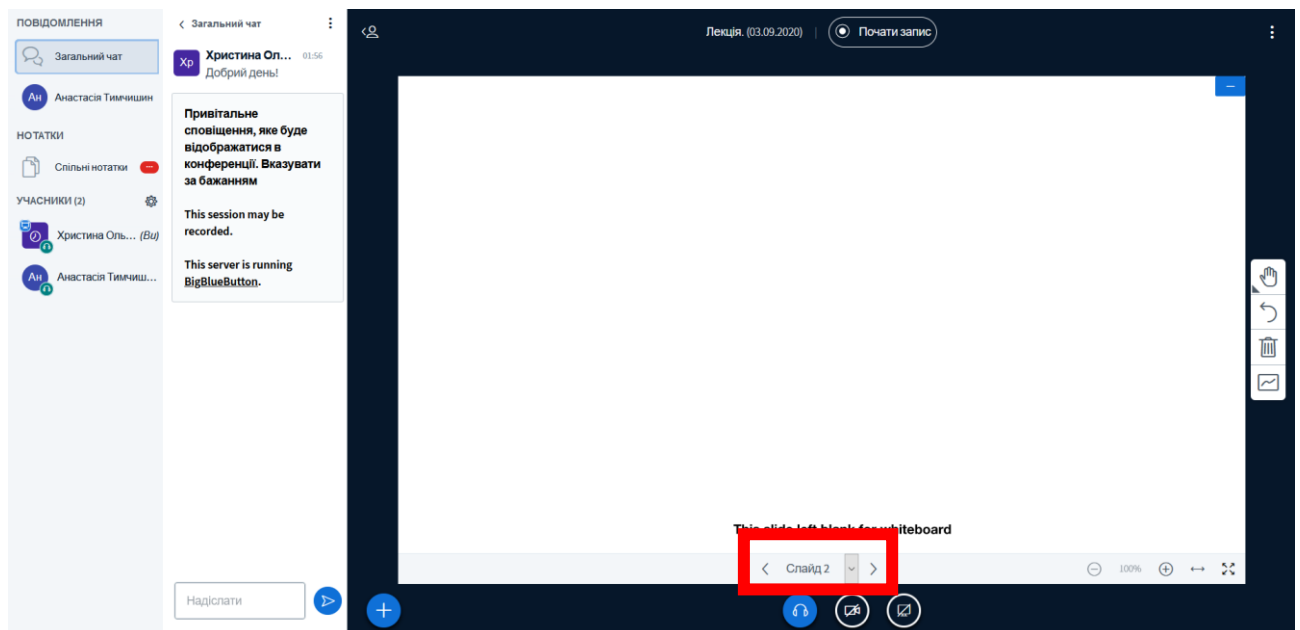 ПОВІДОМЛЕННЯ
Загальний чат
Ан
Анастасія Тимчишин
НОТАТКИ
Спільні нотатки
УЧАСНИКИ (2)
Христина Оль... (Ви)
Ан
Анастасія Тимчиш...
Загальний чат
Хр
Христина Ол... 01:56
Добрий день!
Привітальне
сповіщення, яке буде
відображатися в
конференції. Вказувати
за бажанням
This session may be
recorded.
This server is running
BigBlueButton.
Надіслати
Лекція. (03.09.2020) | Почати запис
This slide left blank for whiteboard
Слайд 2
100%